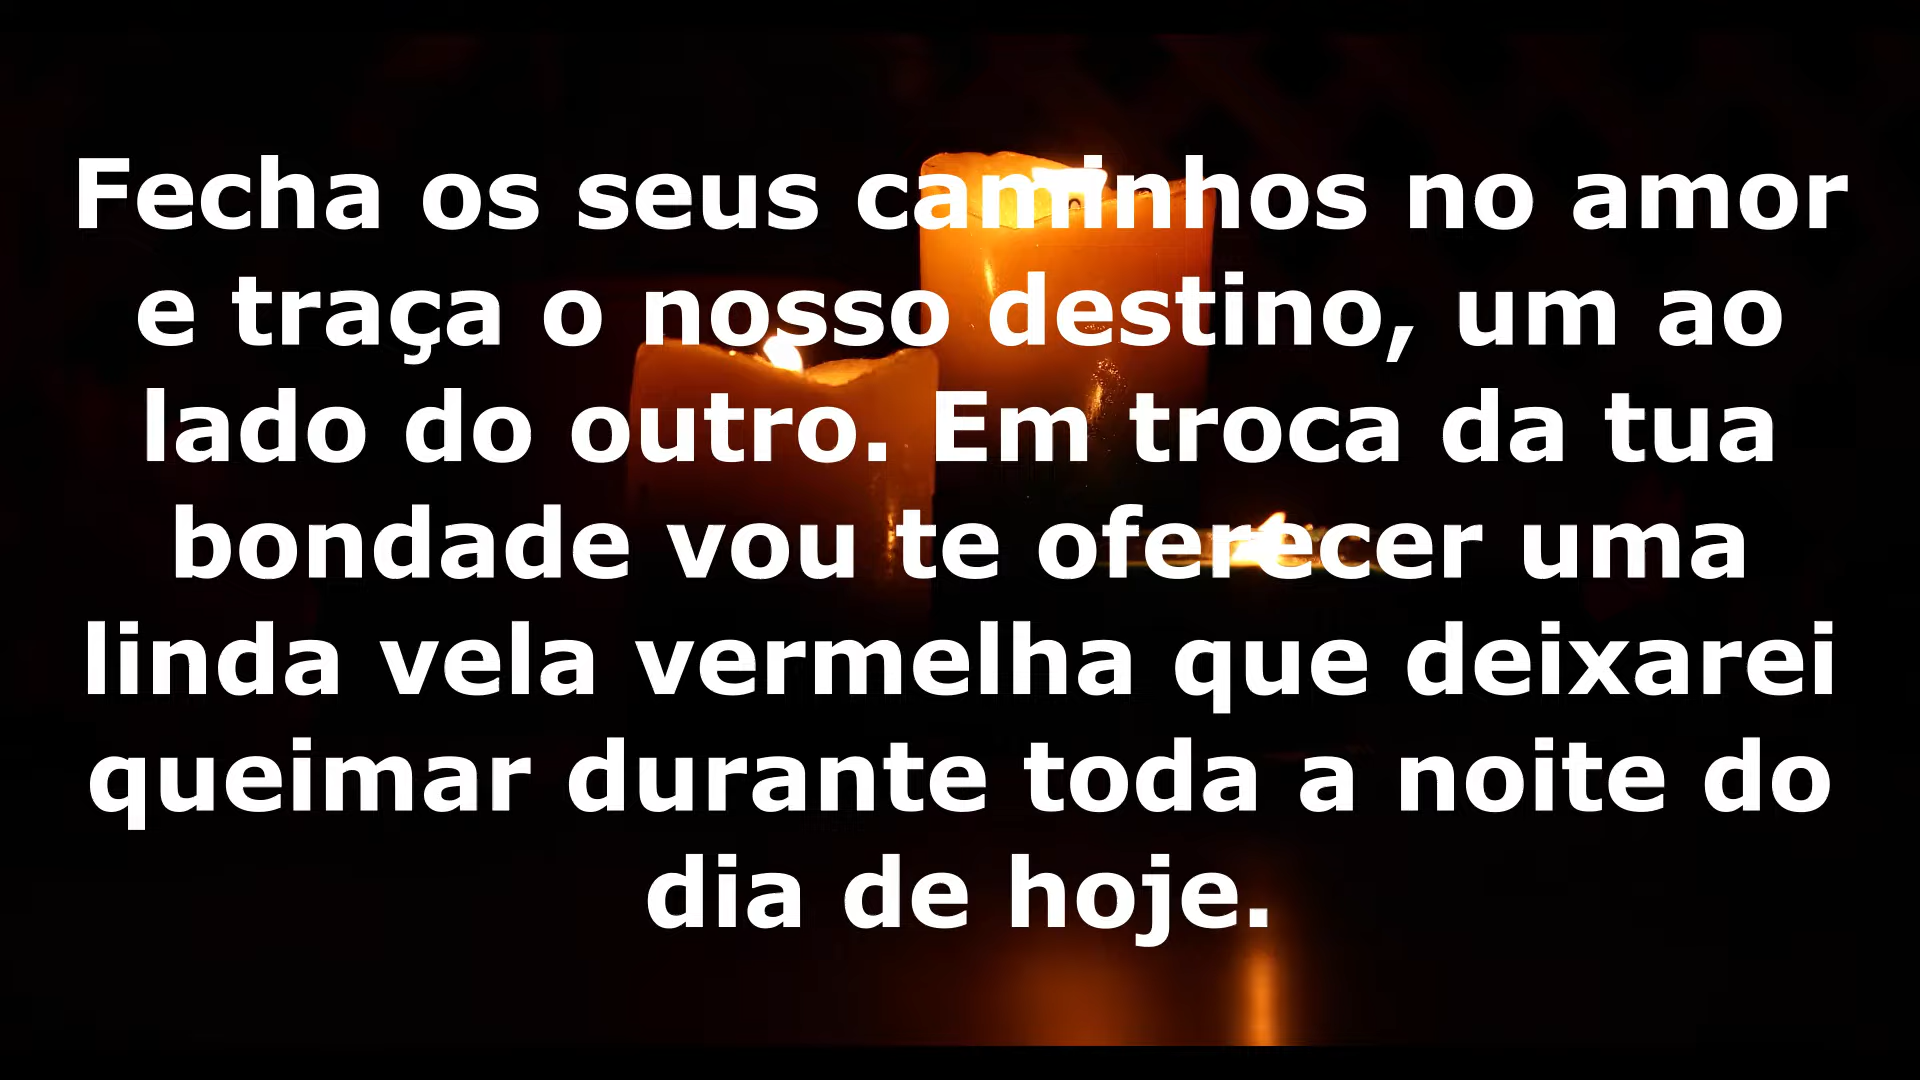 Fecha os seus caminhos no amor
e traça o nosso destino, um ao
lado do outro. Em troca da tua
bondade vou te oferecer uma
linda vela vermelha que deixarei
queimar durante toda a noite do
dia de hoje.